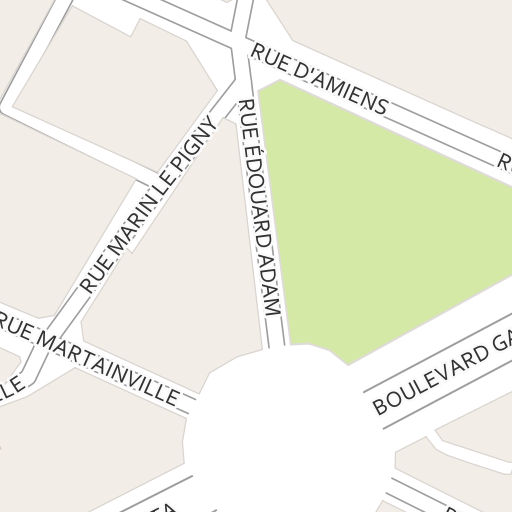 RUE D'AMIENS
RUE MARIN LE PIGNY
RUE ÉDOUARD ADAM
RUE MARTAINVILLE
BOULEVARD GA